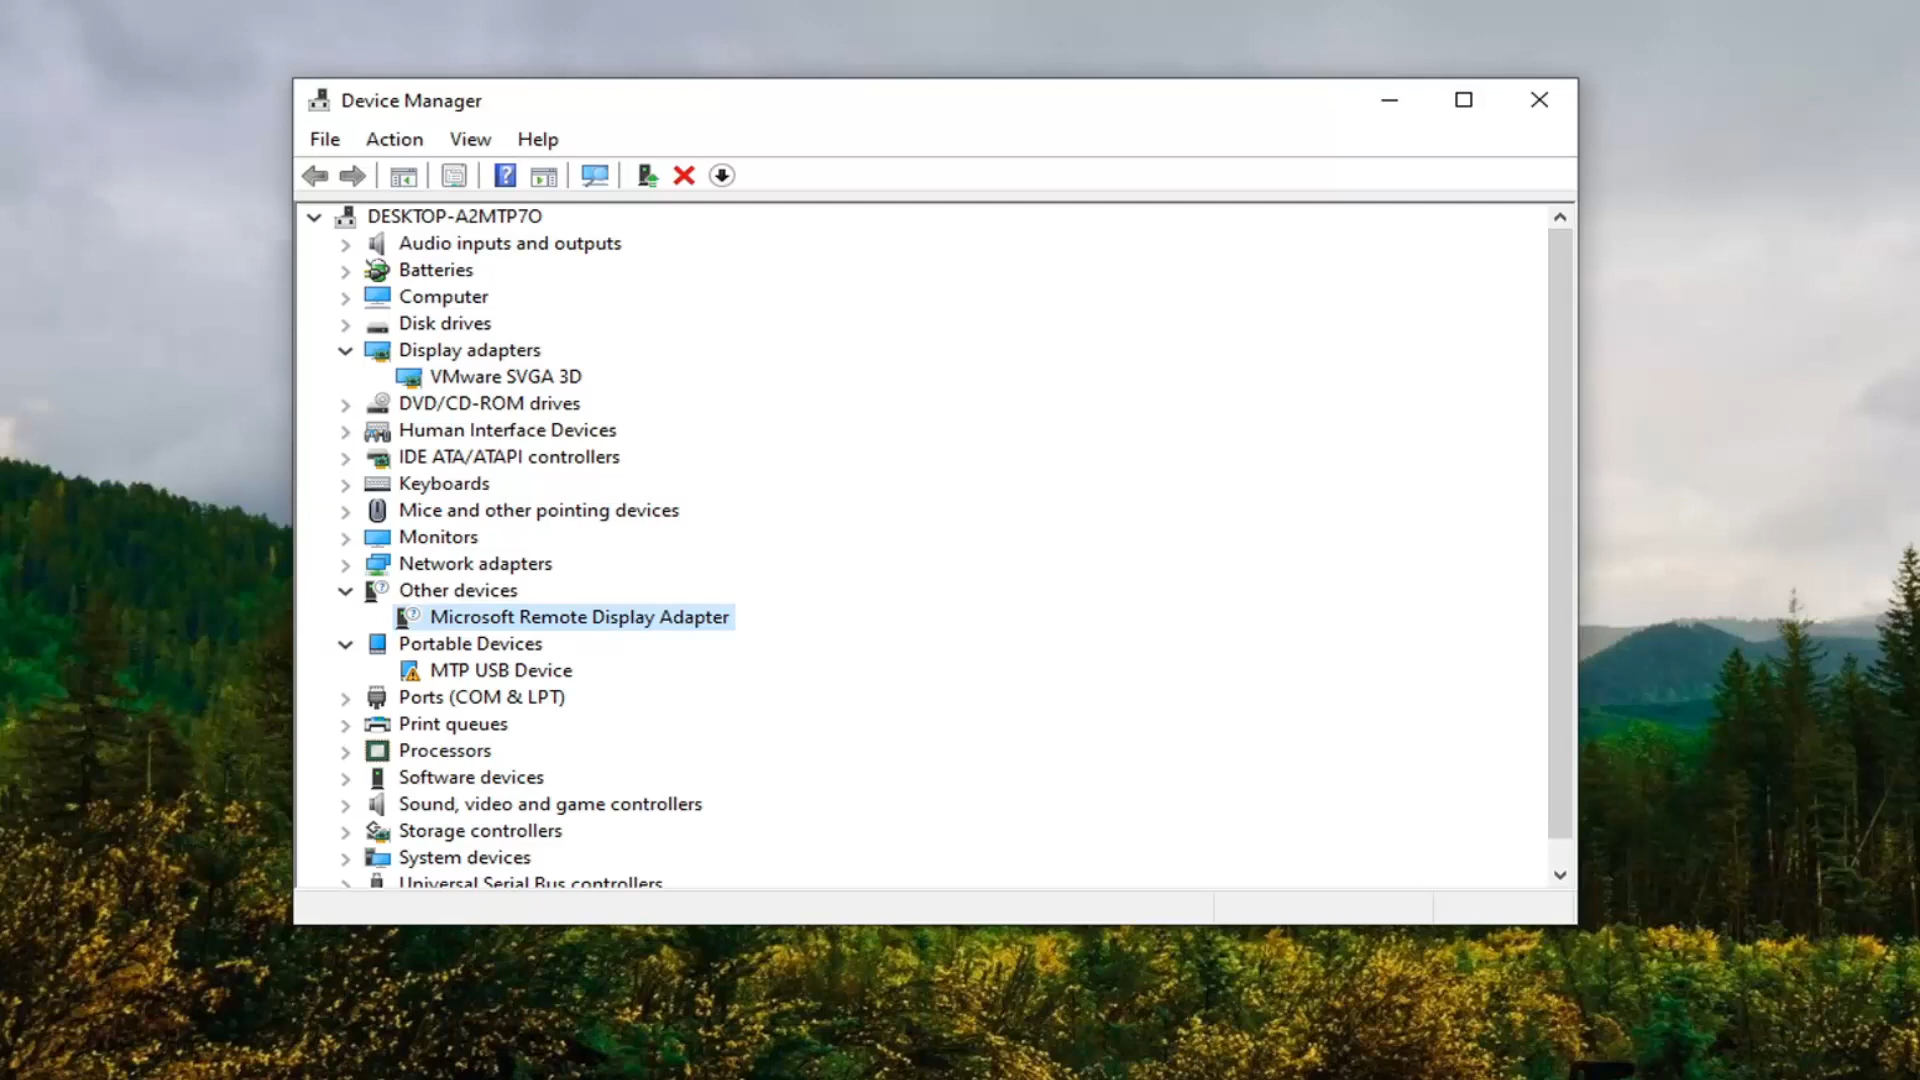 Device Manager
File Action View Help
DESKTOP-A2MTP7O
Audio inputs and outputs
Batteries
Computer
Disk drives
Display adapters
VMware SVGA 3D
DVD/CD-ROM drives
Human Interface Devices
IDE ATA/ATAPI controllers
Keyboards
Mice and other pointing devices
Monitors
Network adapters
Other devices
Microsoft Remote Display Adapter
Portable Devices
MTP USB Device
Ports (COM & LPT)
Print queues
Processors
Software devices
Sound, video and game controllers
Storage controllers
System devices
Universal Serial Bus controllers